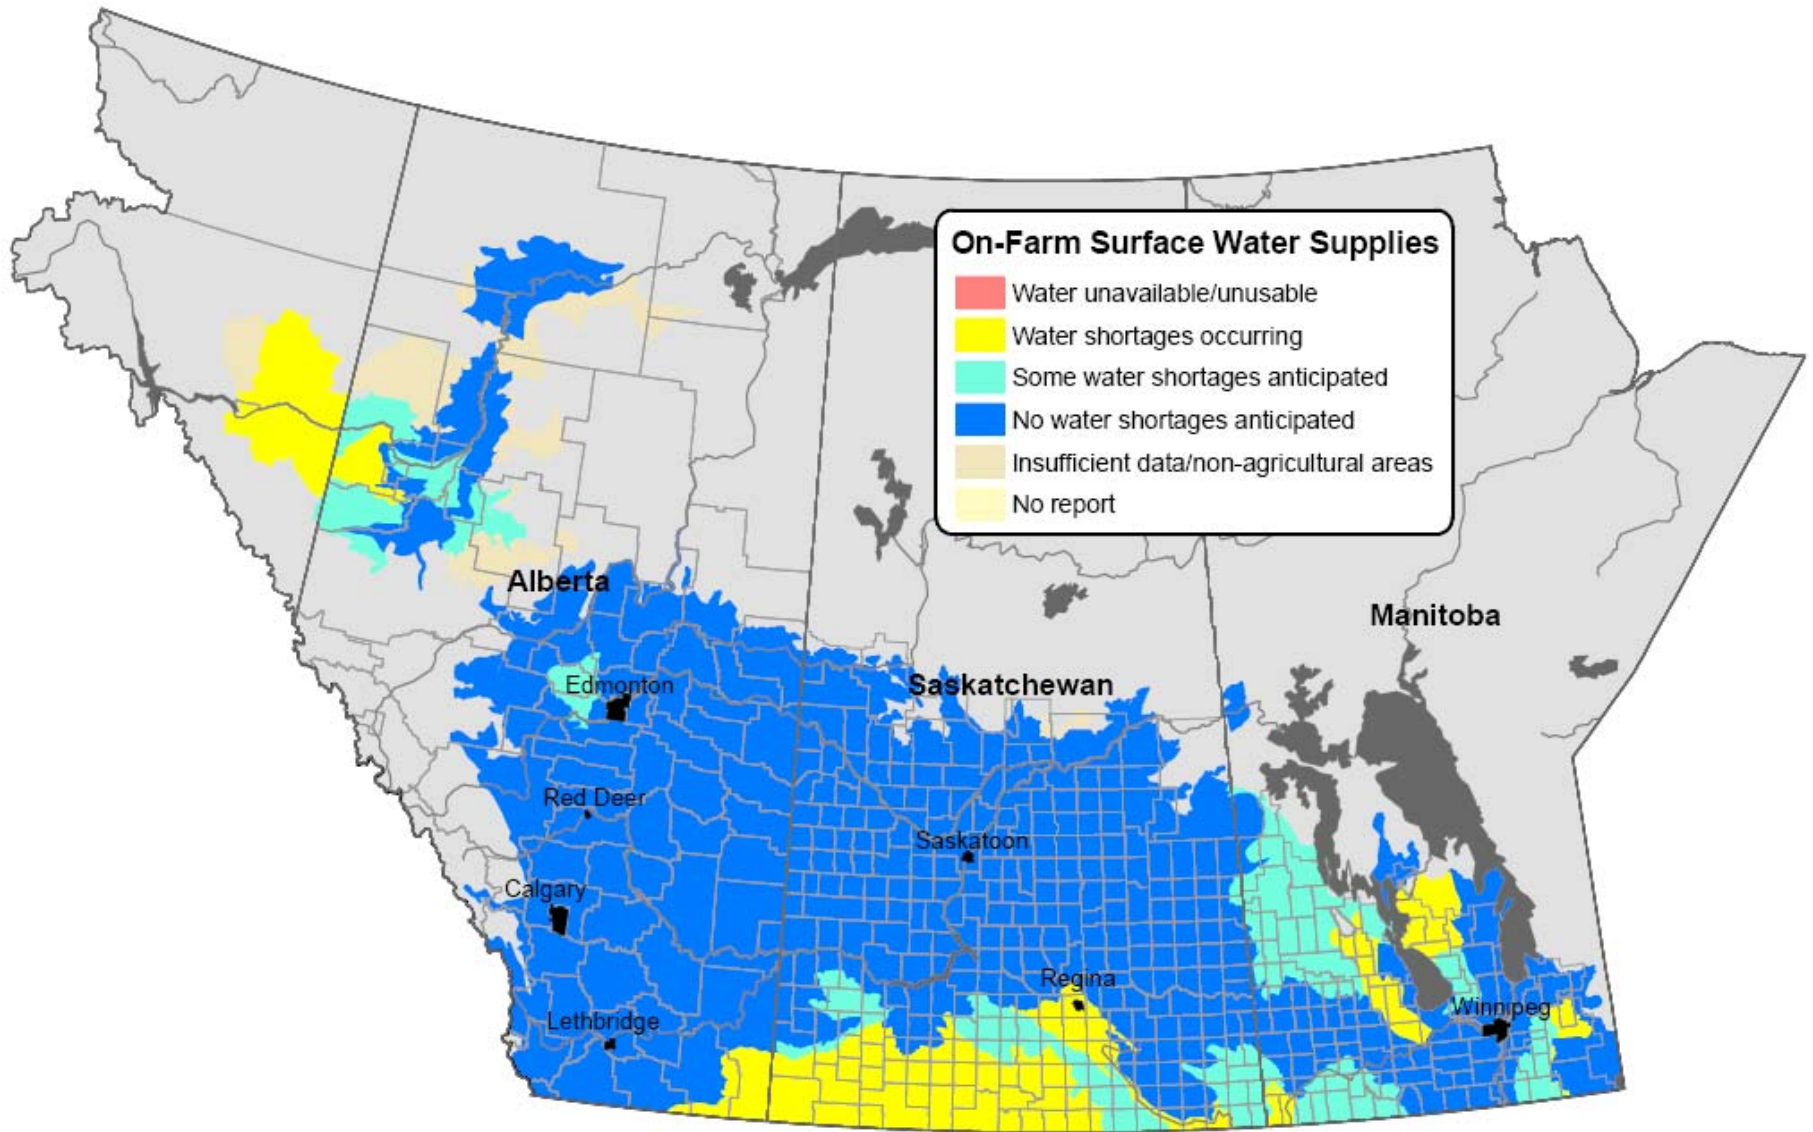 On-Farm Surface Water Supplies
Water unavailable/unusable
Water shortages occurring
Some water shortages anticipated
No water shortages anticipated
Insufficient data/non-agricultural areas
No report
Alberta
Manitoba
Edmonton
Saskatchewan
Red Deer
Saskatoon
Calgary
Regina
Lethbridge
Winnipeg